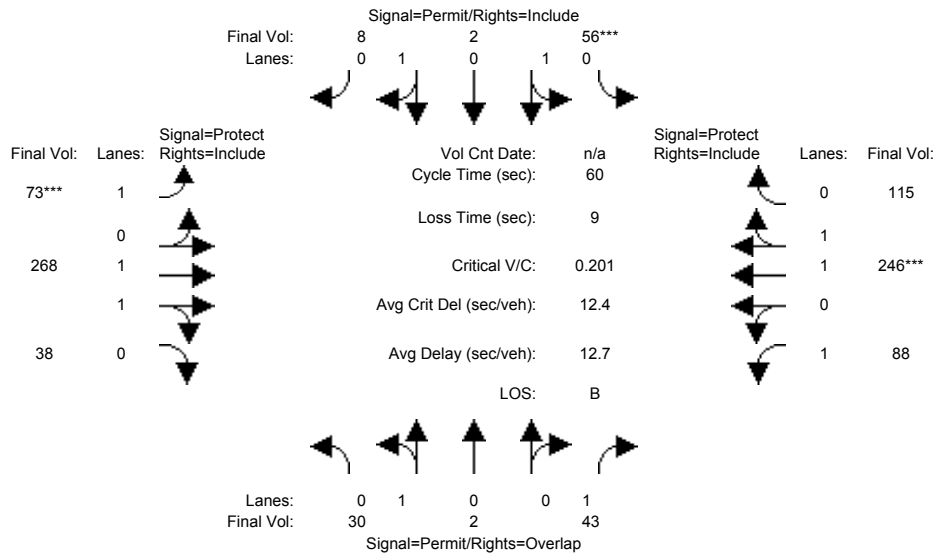 Signal=Permit/Rights=Include
Final Vol: 8 2 56***
Lanes: 0 1 0 1 0
Signal=Protect Signal=Protect
Final Vol: Lanes: Rights=Include Vol Cnt Date: n/a Rights=Include Lanes: Final Vol:
Cycle Time (sec): 60
73*** 1 0 115
Loss Time (sec): 9
0 1
268 1 Critical V/C: 0.201 1 246***
1 Avg Crit Del (sec/veh): 12.4 0
38 0 Avg Delay (sec/veh): 12.7 1 88
LOS: B
Lanes: 0 1 0 0 1
Final Vol: 30 2 43
Signal=Permit/Rights=Overlap